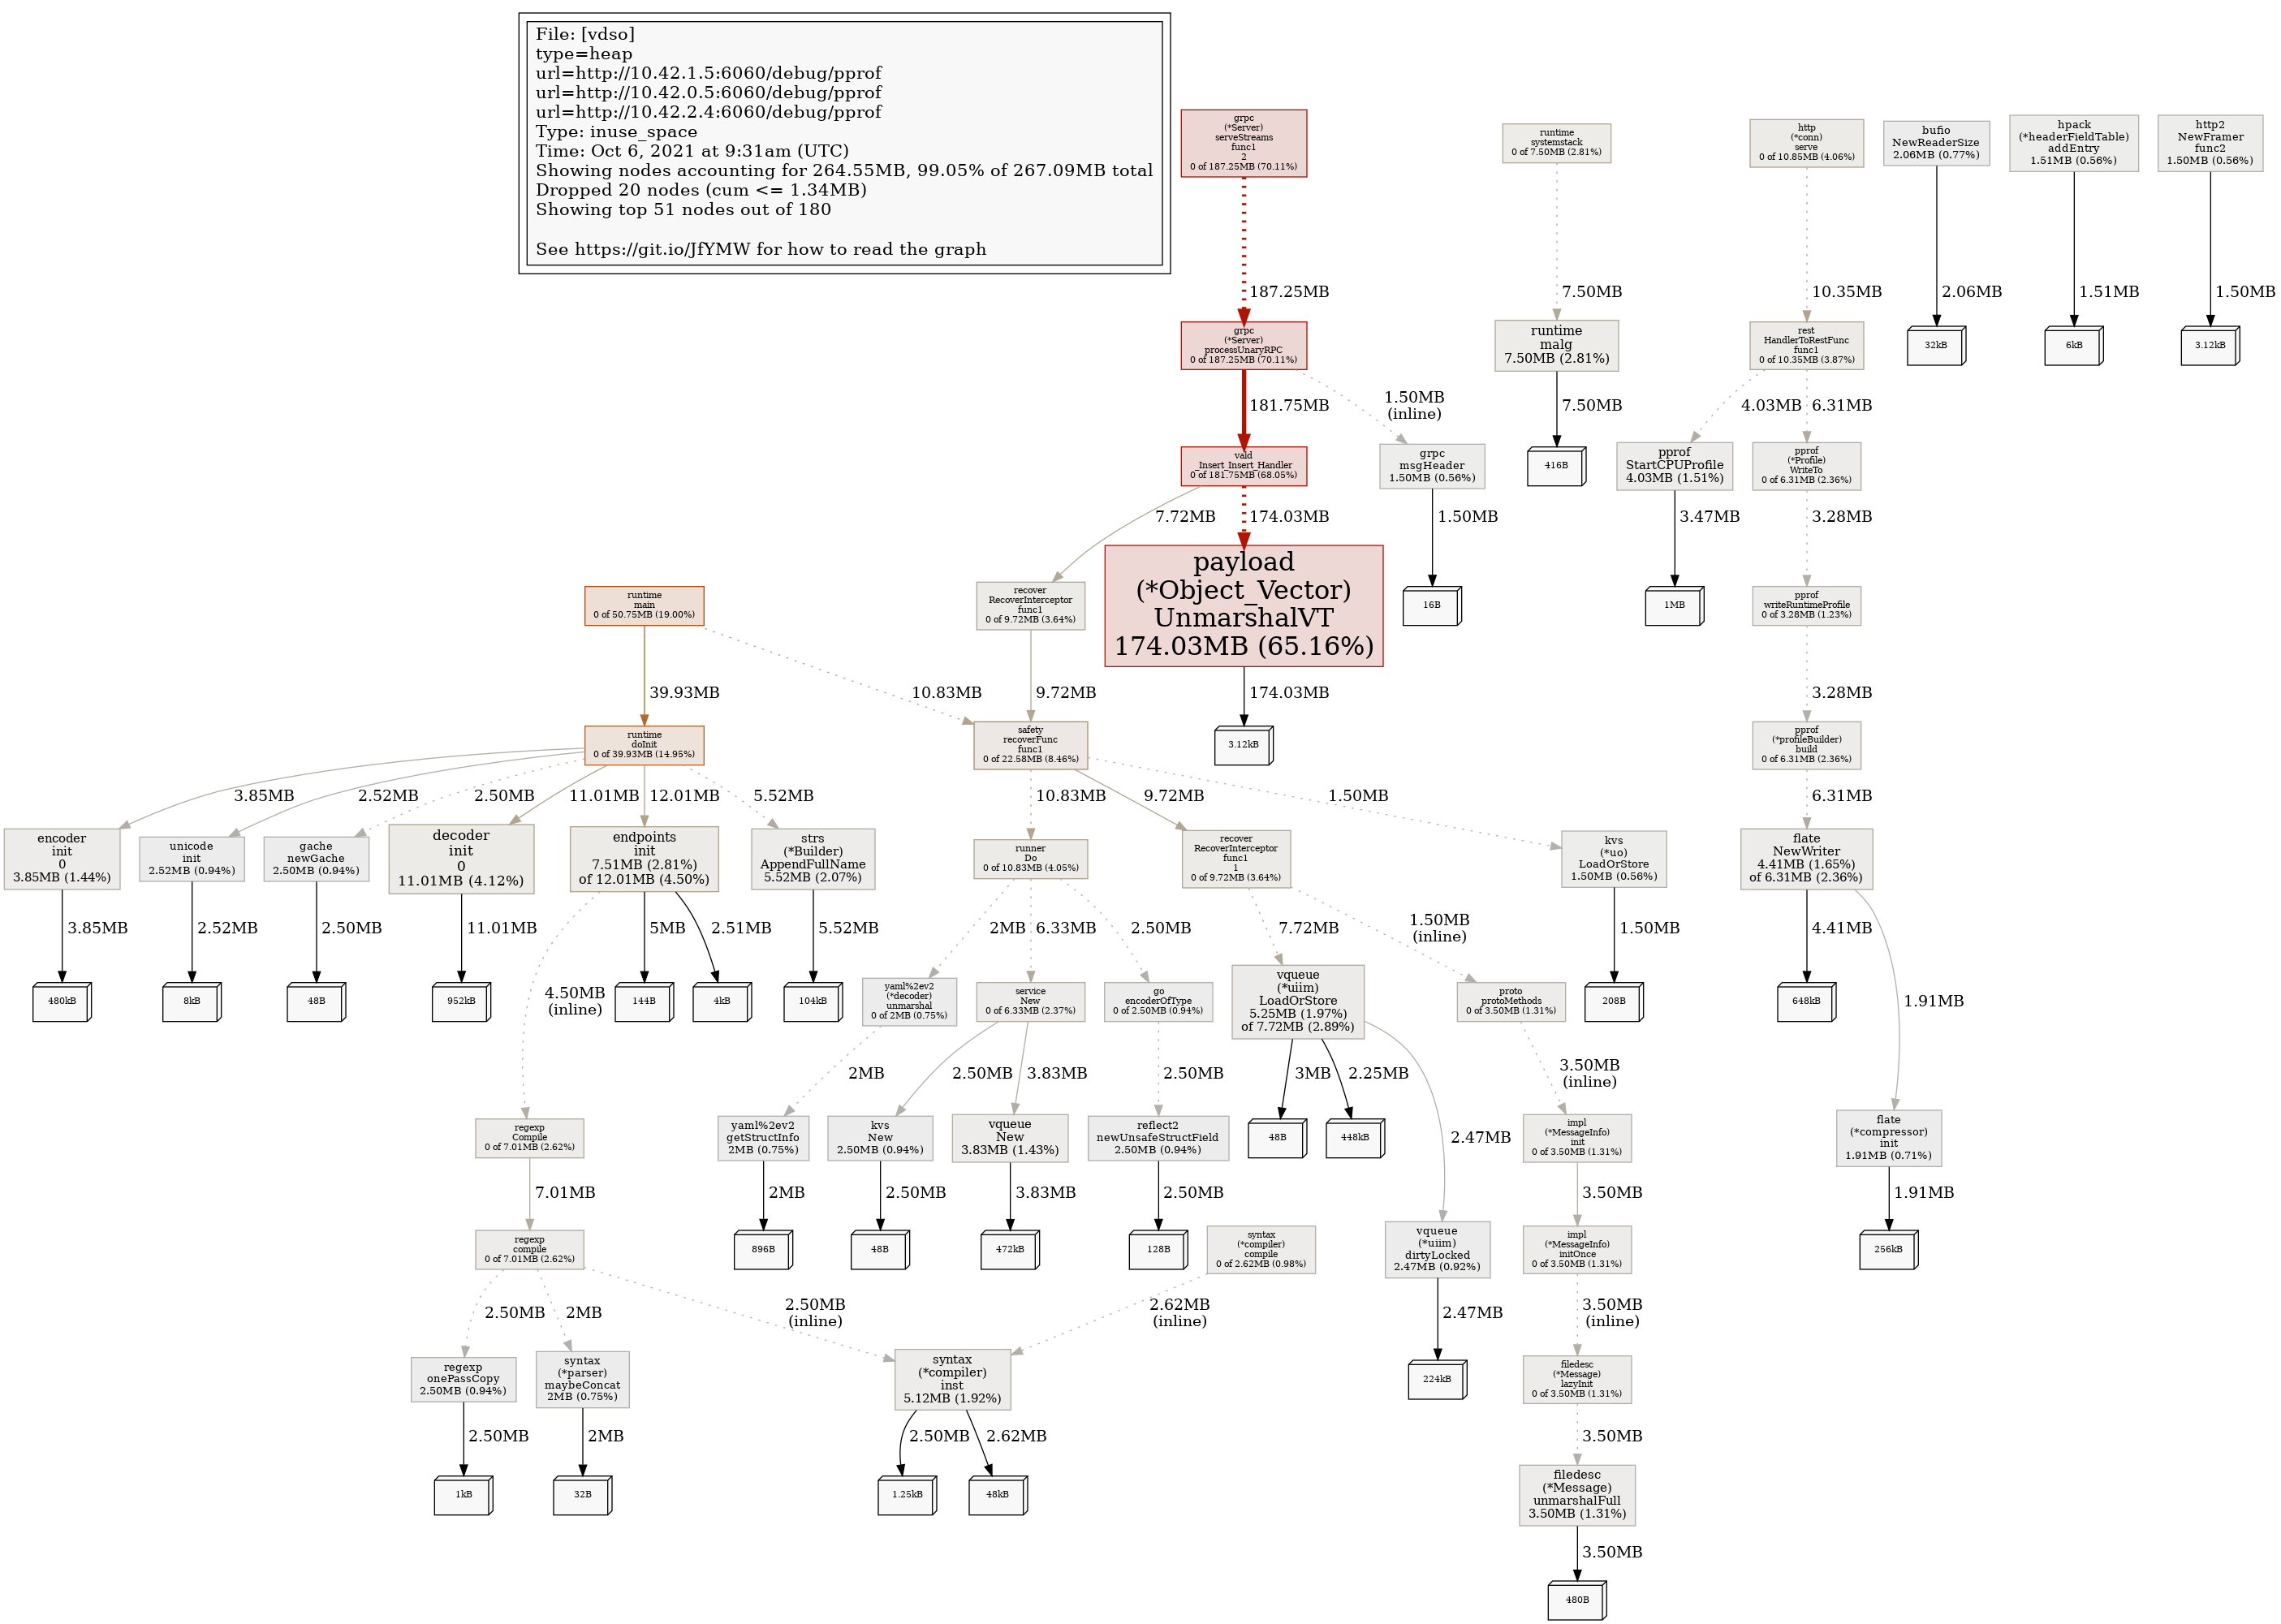 File: [vdso]
type=heap
url=http://10.42.1.5:6060/debug/pprof
url=http://10.42.0.5:6060/debug/pprof
url=http://10.42.2.4:6060/debug/pprof
Type: inuse_space
Time: Oct 6, 2021 at 9:31am (UTC)
Showing nodes accounting for 264.55MB, 99.05% of 267.09MB total
Dropped 20 nodes (cum <= 1.34MB)
Showing top 51 nodes out of 180
See https://git.io/JfYMW for how to read the graph
grpc
(*Server)
serveStreams
func1
2
0 of 187.25MB (70.11%)
runtime
systemstack
0 of 7.50MB (2.81%)
http
(*conn)
serve
0 of 10.85MB (4.06%)
bufio
NewReaderSize
2.06MB (0.77%)
hpack
(*headerFieldTable)
addEntry
1.51MB (0.56%)
http2
NewFramer
func2
1.50MB (0.56%)
187.25MB
7.50MB
10.35MB
2.06MB
1.51MB
1.50MB
grpc
(*Server)
processUnaryRPC
0 of 187.25MB (70.11%)
runtime
malg
7.50MB (2.81%)
rest
HandlerToRestFunc
func1
0 of 10.35MB (3.87%)
32kB
6kB
3.12kB
181.75MB
1.50MB
(inline)
7.50MB
4.03MB
6.31MB
vald
_Insert_Insert_Handler
0 of 181.75MB (68.05%)
grpc
msgHeader
1.50MB (0.56%)
416B
pprof
StartCPUProfile
4.03MB (1.51%)
pprof
(*Profile)
WriteTo
0 of 6.31MB (2.36%)
7.72MB
174.03MB
1.50MB
3.47MB
3.28MB
runtime
main
0 of 50.75MB (19.00%)
recover
RecoverInterceptor
func1
0 of 9.72MB (3.64%)
payload
(*Object_Vector)
UnmarshalVT
174.03MB (65.16%)
16B
1MB
pprof
writeRuntimeProfile
0 of 3.28MB (1.23%)
39.93MB
10.83MB
9.72MB
174.03MB
3.28MB
runtime
doInit
0 of 39.93MB (14.95%)
safety
recoverFunc
func1
0 of 22.58MB (8.46%)
3.12kB
pprof
(*profileBuilder)
build
0 of 6.31MB (2.36%)
3.85MB
2.52MB
2.50MB
11.01MB
12.01MB
5.52MB
10.83MB
9.72MB
1.50MB
6.31MB
encoder
init
0
3.85MB (1.44%)
unicode
init
2.52MB (0.94%)
gache
newGache
2.50MB (0.94%)
decoder
init
0
11.01MB (4.12%)
endpoints
init
7.51MB (2.81%)
of 12.01MB (4.50%)
strs
(*Builder)
AppendFullName
5.52MB (2.07%)
runner
Do
0 of 10.83MB (4.05%)
recover
RecoverInterceptor
func1
1
0 of 9.72MB (3.64%)
kvs
(*uo)
LoadOrStore
1.50MB (0.56%)
flate
NewWriter
4.41MB (1.65%)
of 6.31MB (2.36%)
3.85MB
2.52MB
2.50MB
11.01MB
4.50MB
(inline)
5MB
2.51MB
5.52MB
2MB
6.33MB
2.50MB
7.72MB
1.50MB
(inline)
1.50MB
4.41MB
1.91MB
480kB
8kB
48B
952kB
144B
4kB
104kB
yaml%2ev2
(*decoder)
unmarshal
0 of 2MB (0.75%)
service
New
0 of 6.33MB (2.37%)
go
encoderOfType
0 of 2.50MB (0.94%)
vqueue
(*uiim)
LoadOrStore
5.25MB (1.97%)
of 7.72MB (2.89%)
proto
protoMethods
0 of 3.50MB (1.31%)
208B
648kB
2MB
2.50MB
3.83MB
2.50MB
3MB
2.25MB
2.47MB
3.50MB
(inline)
regexp
Compile
0 of 7.01MB (2.62%)
yaml%2ev2
getStructInfo
2MB (0.75%)
kvs
New
2.50MB (0.94%)
vqueue
New
3.83MB (1.43%)
reflect2
newUnsafeStructField
2.50MB (0.94%)
48B
448kB
impl
(*MessageInfo)
init
0 of 3.50MB (1.31%)
flate
(*compressor)
init
1.91MB (0.71%)
7.01MB
2MB
2.50MB
3.83MB
2.50MB
3.50MB
1.91MB
regexp
compile
0 of 7.01MB (2.62%)
896B
48B
472kB
128B
syntax
(*compiler)
compile
0 of 2.62MB (0.98%)
vqueue
(*uiim)
dirtyLocked
2.47MB (0.92%)
impl
(*MessageInfo)
initOnce
0 of 3.50MB (1.31%)
256kB
2.50MB
2MB
2.50MB
(inline)
2.62MB
(inline)
2.47MB
3.50MB
(inline)
regexp
onePassCopy
2.50MB (0.94%)
syntax
(*parser)
maybeConcat
2MB (0.75%)
syntax
(*compiler)
inst
5.12MB (1.92%)
224kB
filedesc
(*Message)
lazyInit
0 of 3.50MB (1.31%)
2.50MB
2MB
2.50MB
2.62MB
3.50MB
1kB
32B
1.25kB
48kB
filedesc
(*Message)
unmarshalFull
3.50MB (1.31%)
3.50MB
480B